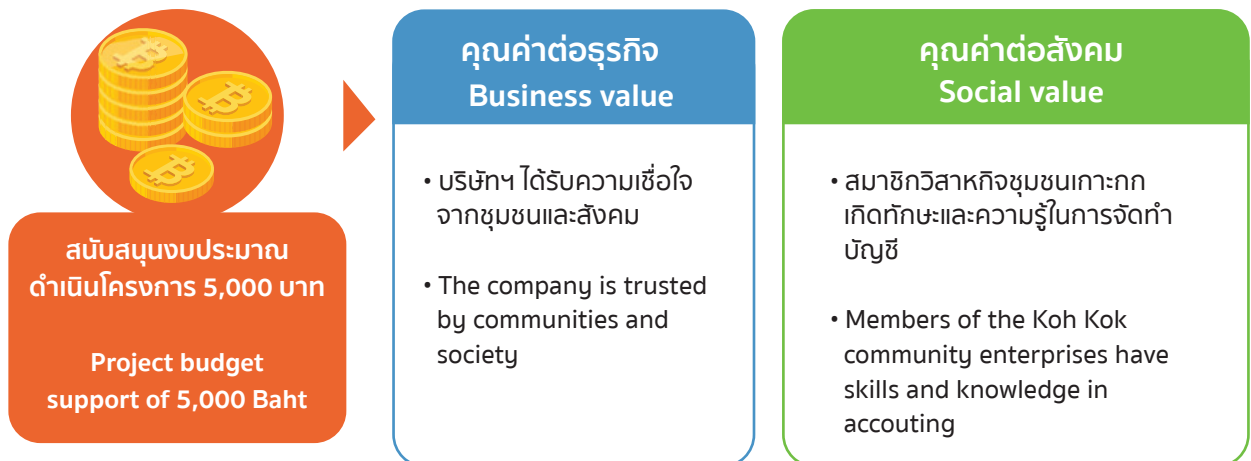 สนับสนุนงบประมาณ
ดำเนินโครงการ 5,000 บาท
Project budget
support of 5,000 Baht
คุณค่าต่อธุรกิจ
Business value
• บริษัทฯ ได้รับความเชื่อใจ
จากชุมชนและสังคม
• The company is trusted
by communities and
society
คุณค่าต่อสังคม
Social value
• สมาชิกวิสาหกิจชุมชนเกาะกก
เกิดทักษะและความรู้ในการจัดทำ
บัญชี
• Members of the Koh Kok
community enterprises have
skills and knowledge in
accouting